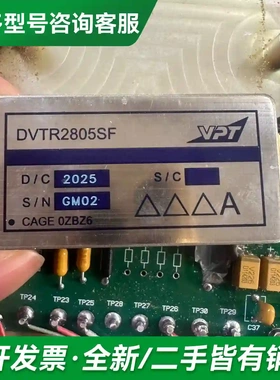 多型号咨询客服
DVTR2805SF
VPT
D/C 2025 S/C
S/N GM02
CAGE 0ZBZ6
A
TP24 TP23 TP25 TP28 TP27 TP26 TP30 TP29
C37
开发票·全新/二手皆有